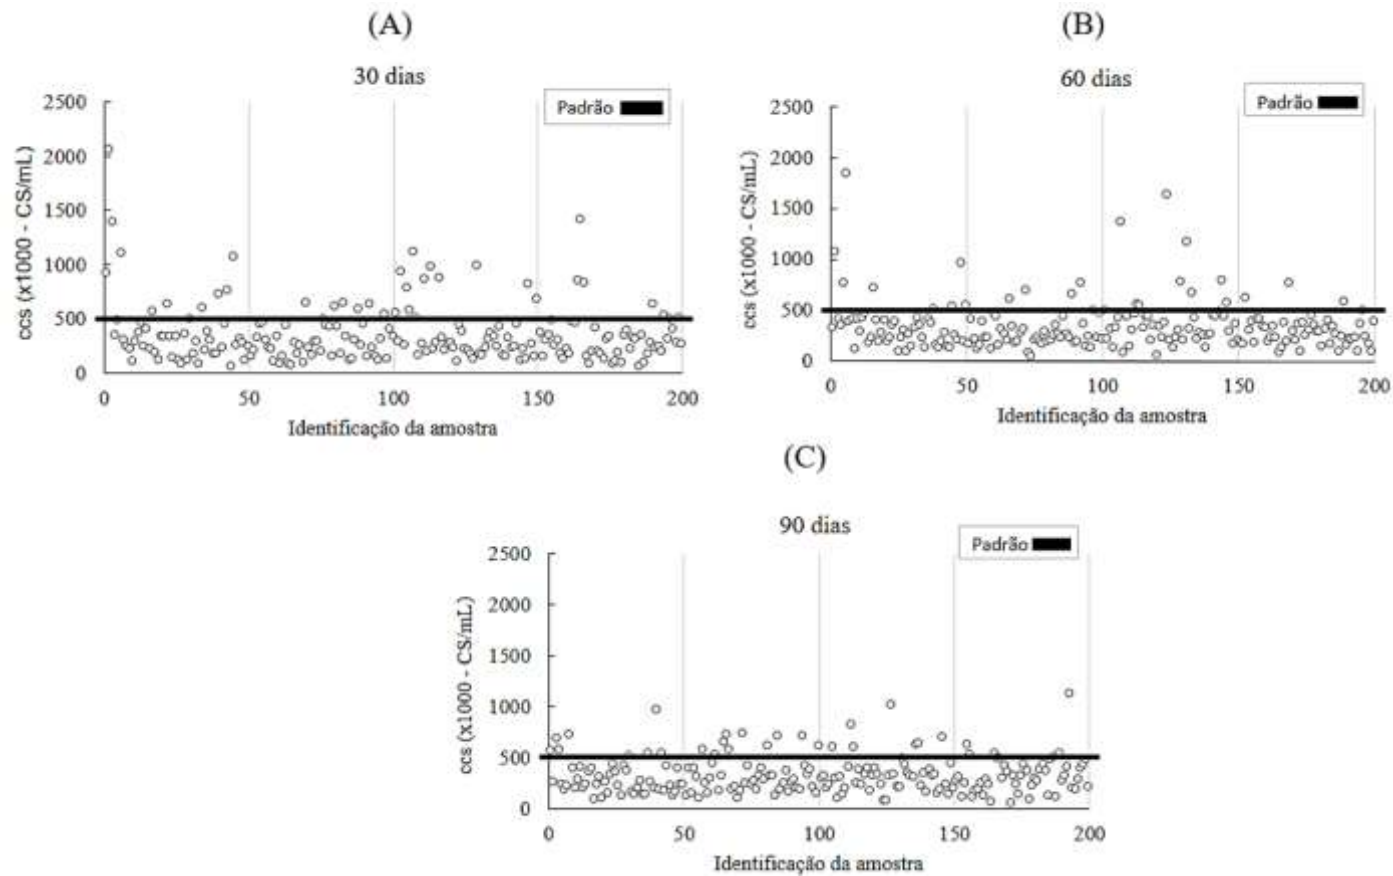 (A)
30 dias
Padrão
2500
2000
1500
1000
500
0
ccs (x1000 - CS/mL)
0 50 100 150 200
Identificação da amostra
(B)
60 dias
Padrão
2500
2000
1500
1000
500
0
ccs (x1000 - CS/mL)
0 50 100 150 200
Identificação da amostra
(C)
90 dias
Padrão
2500
2000
1500
1000
500
0
ccs (x1000 - CS/mL)
0 50 100 150 200
Identificação da amostra